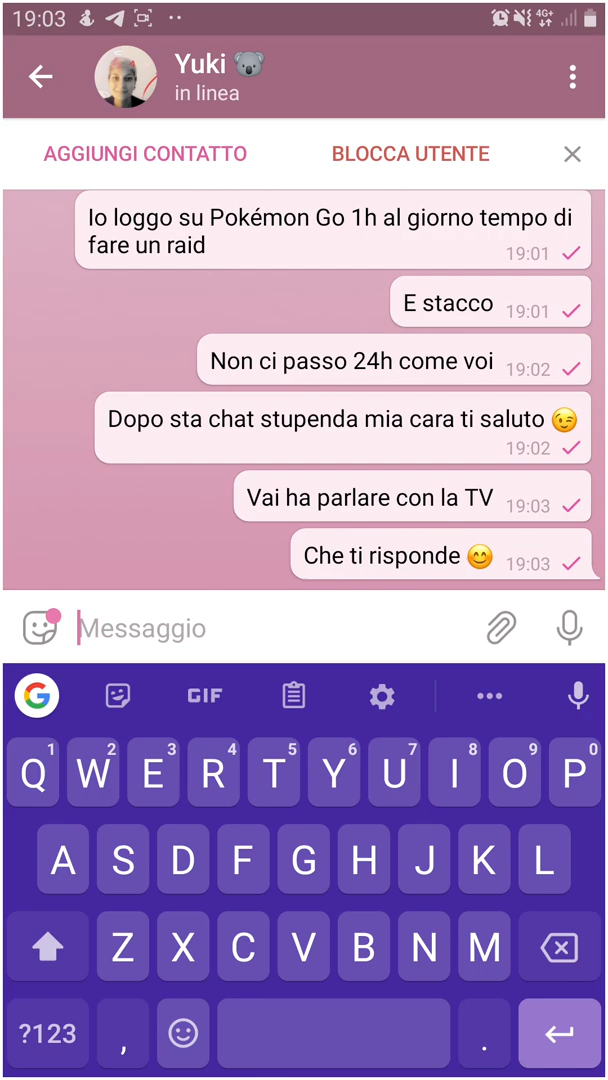 19:03
4G+
Yuki 🐨
in linea
AGGIUNGI CONTATTO
BLOCCA UTENTE
Io loggo su Pokémon Go 1h al giorno tempo di
fare un raid
19:01
E stacco 19:01
Non ci passo 24h come voi 19:02
Dopo sta chat stupenda mia cara ti saluto 😉
19:02
Vai ha parlare con la TV 19:03
Che ti risponde 😊 19:03
Messaggio
G GIF
1 2 3 4 5 6 7 8 9 0
Q W E R T Y U I O P
A S D F G H J K L
Z X C V B N M
?123 , .